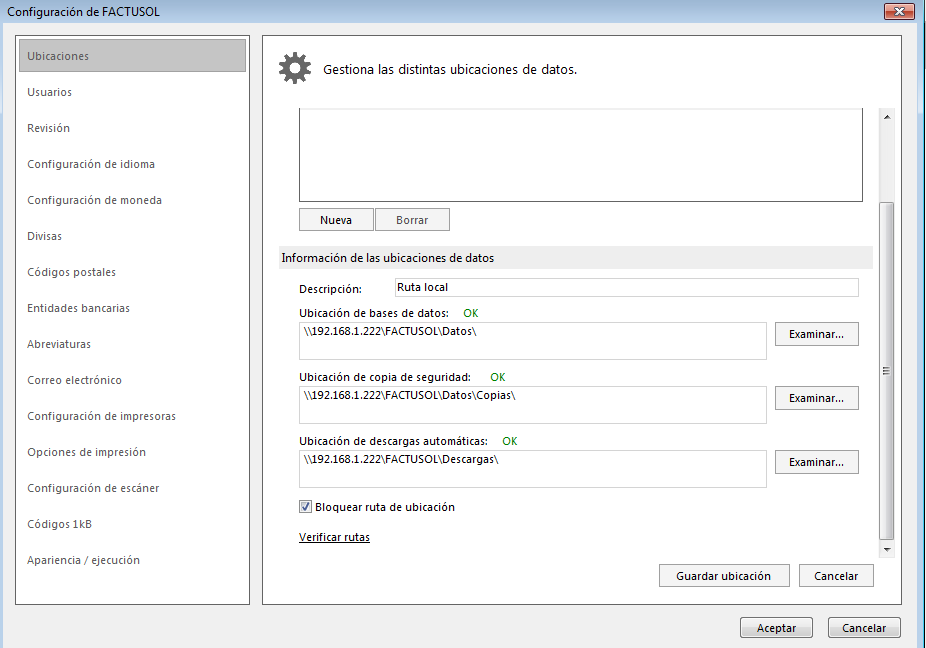 Configuración de FACTUSOL
Ubicaciones
Usuarios
Revisión
Configuración de idioma
Configuración de moneda
Divisas
Códigos postales
Entidades bancarias
Abreviaturas
Correo electrónico
Configuración de impresoras
Opciones de impresión
Configuración de escáner
Códigos 1kB
Apariencia / ejecución
Gestiona las distintas ubicaciones de datos.
Nueva Borrar
Información de las ubicaciones de datos
Descripción: Ruta local
Ubicación de bases de datos: OK
\\192.168.1.222\FACTUSOL\Datos\ Examinar...
Ubicación de copia de seguridad: OK
\\192.168.1.222\FACTUSOL\Datos\Copias\ Examinar...
Ubicación de descargas automáticas: OK
\\192.168.1.222\FACTUSOL\Descargas\ Examinar...
Bloquear ruta de ubicación
Verificar rutas
Guardar ubicación Cancelar
Aceptar Cancelar